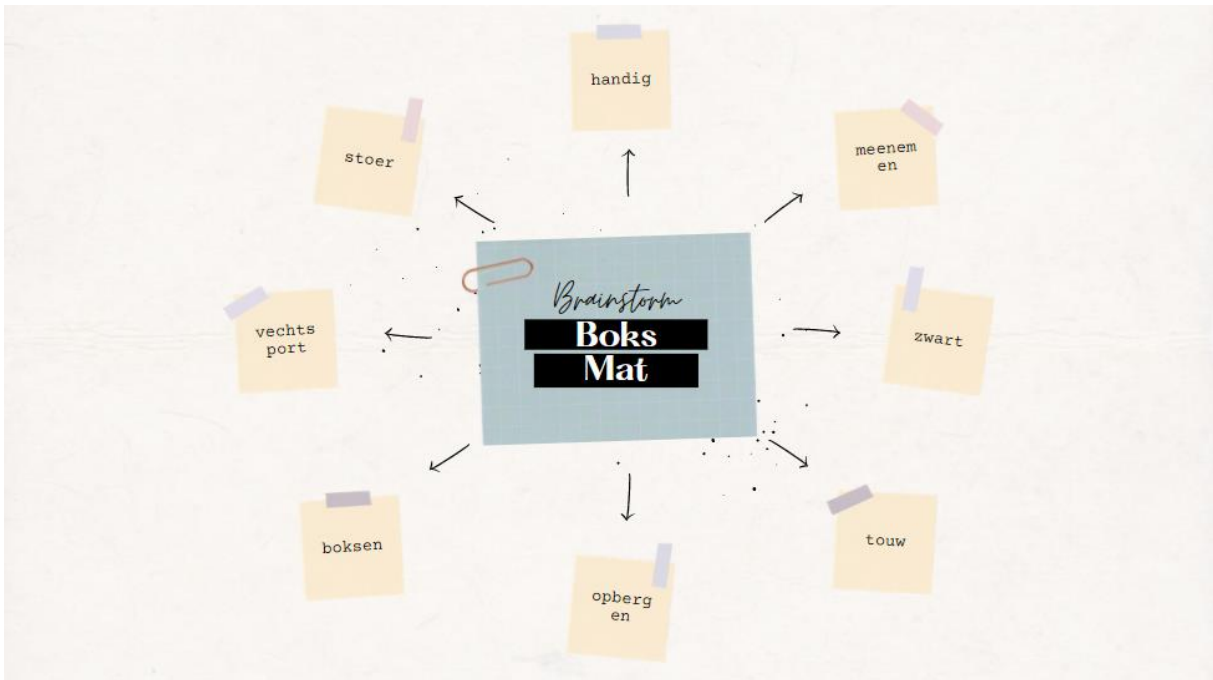 handig
stoer
meenem
en
Brainstorm
Boks
Mat
vechts
port
zwart
boksen
touw
opberg
en